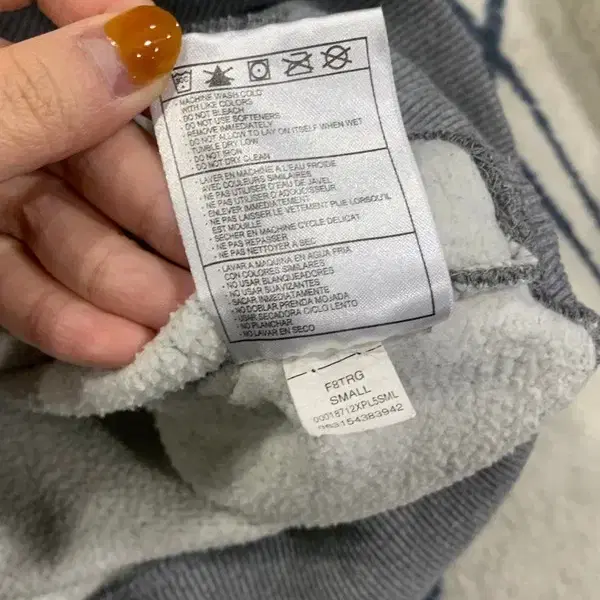 - MACHINE WASH COLD
WITH LIKE COLORS
- DO NOT BLEACH
- DO NOT USE SOFTENERS
- REMOVE IMMEDIATELY
- DO NOT ALLOW TO LAY ON ITSELF WHEN WET
- TUMBLE DRY LOW
- DO NOT IRON
- DO NOT DRY CLEAN
- LAVER EN MACHINE A L'EAU FROIDE
AVEC COULEURS SIMILAIRES
- NE PAS UTILISER D'EAU DE JAVEL
- NE PAS UTILISER D'ADOUCISSEUR
- ENLEVER IMMEDIATEMENT
- NE PAS LAISSER LE VETEMENT PLIE LORSQU'IL
EST MOUILLE
- SECHER EN MACHINE CYCLE DELICAT
- NE PAS REPASSER
- NE PAS NETTOYER A SEC
- LAVAR A MAQUINA EN AGUA FRIA
CON COLORES SIMILARES
- NO USAR BLANQUEADORES
- NO USAR SUAVIZANTES
- SACAR INMEDIATAMENTE
- NO DOBLAR PRENDA MOJADA
- USAR SECADORA CICLO LENTO
- NO PLANCHAR
- NO LAVAR EN SECO
F8TRG
SMALL
00018712XPL5SML